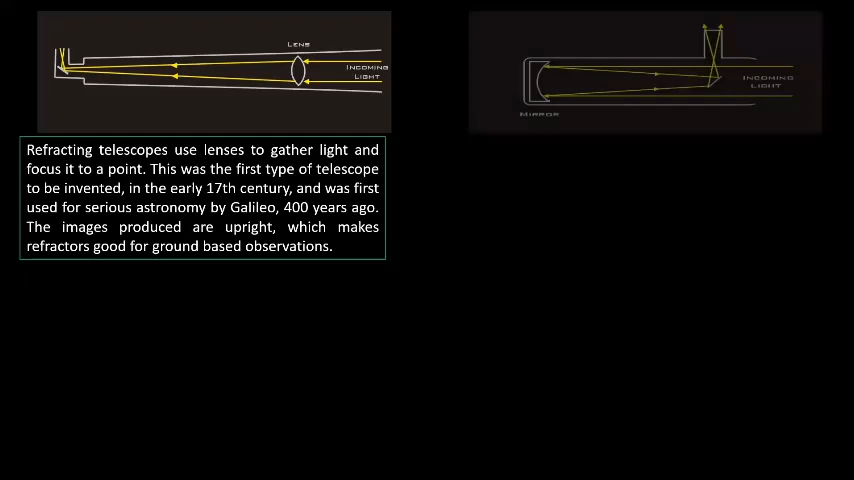 Lens
Incoming
Light
Refracting telescopes use lenses to gather light and
focus it to a point. This was the first type of telescope
to be invented, in the early 17th century, and was first
used for serious astronomy by Galileo, 400 years ago.
The images produced are upright, which makes
refractors good for ground based observations.
Incoming
Light
Mirror